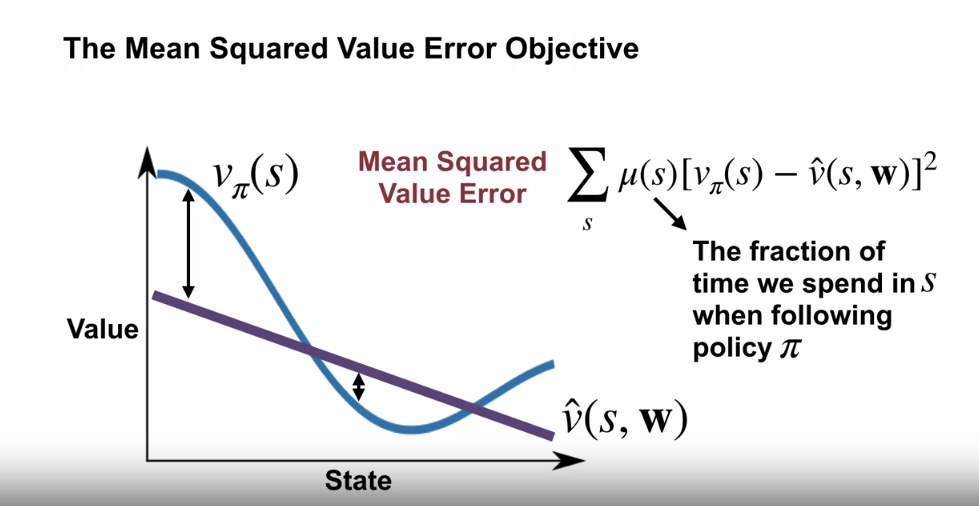 The Mean Squared Value Error Objective
vπ(s)
Mean Squared
Value Error
∑ₛ μ(s)[vπ(s) − v̂(s, w)]²
The fraction of
time we spend in s
when following
policy π
Value
v̂(s, w)
State